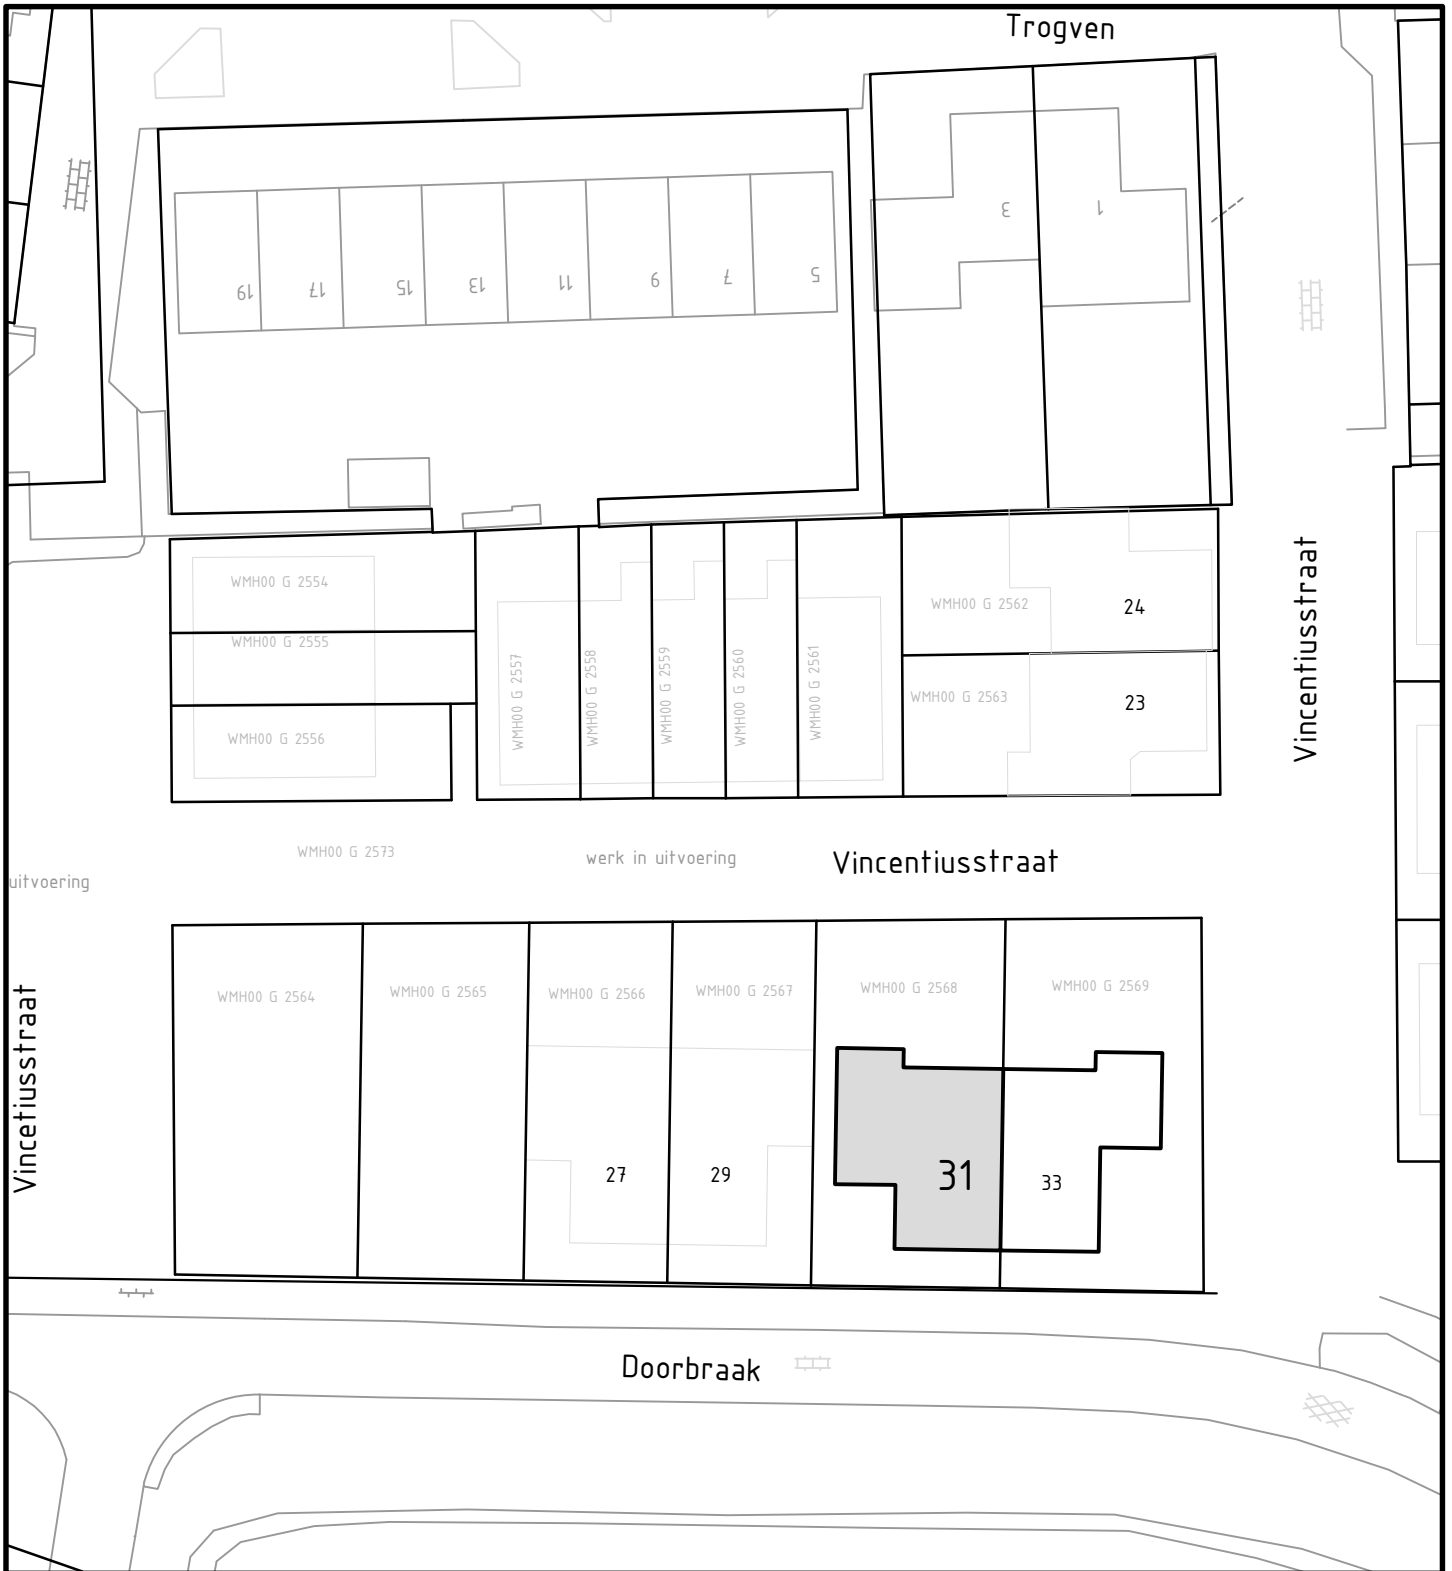 Trogven
3
1
19
17
15
13
11
9
7
5
WMH00 G 2554
WMH00 G 2555
WMH00 G 2556
WMH00 G 2557
WMH00 G 2558
WMH00 G 2559
WMH00 G 2560
WMH00 G 2561
WMH00 G 2562
24
WMH00 G 2563
23
Vincentiusstraat
WMH00 G 2573
werk in uitvoering
Vincentiusstraat
uitvoering
WMH00 G 2564
WMH00 G 2565
WMH00 G 2566
WMH00 G 2567
WMH00 G 2568
WMH00 G 2569
Vincetiusstraat
27
29
31
33
Doorbraak